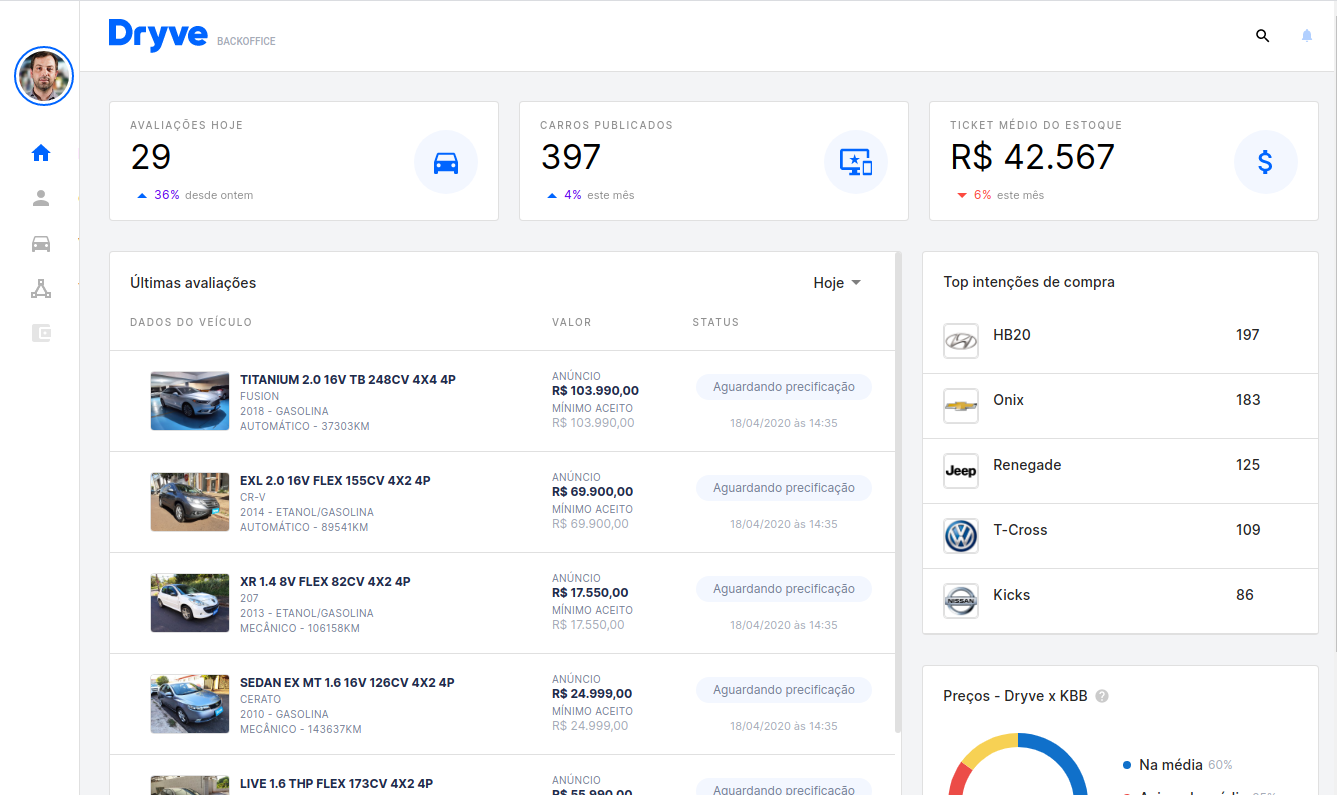 Dryve BACKOFFICE
AVALIAÇÕES HOJE
29
36% desde ontem
CARROS PUBLICADOS
397
4% este mês
TICKET MÉDIO DO ESTOQUE
R$ 42.567
$
6% este mês
Últimas avaliações
Hoje
DADOS DO VEÍCULO
VALOR
STATUS
TITANIUM 2.0 16V TB 248CV 4X4 4P
FUSION
2018 - GASOLINA
AUTOMÁTICO - 37303KM
ANÚNCIO
R$ 103.990,00
MÍNIMO ACEITO
R$ 103.990,00
Aguardando precificação
18/04/2020 às 14:35
EXL 2.0 16V FLEX 155CV 4X2 4P
CR-V
2014 - ETANOL/GASOLINA
AUTOMÁTICO - 89541KM
ANÚNCIO
R$ 69.900,00
MÍNIMO ACEITO
R$ 69.900,00
Aguardando precificação
18/04/2020 às 14:35
XR 1.4 8V FLEX 82CV 4X2 4P
207
2013 - ETANOL/GASOLINA
MECÂNICO - 106158KM
ANÚNCIO
R$ 17.550,00
MÍNIMO ACEITO
R$ 17.550,00
Aguardando precificação
18/04/2020 às 14:35
SEDAN EX MT 1.6 16V 126CV 4X2 4P
CERATO
2010 - GASOLINA
MECÂNICO - 143637KM
ANÚNCIO
R$ 24.999,00
MÍNIMO ACEITO
R$ 24.999,00
Aguardando precificação
18/04/2020 às 14:35
LIVE 1.6 THP FLEX 173CV 4X2 4P
ANÚNCIO
R$ 55.990,00
Aguardando precificação
Top intenções de compra
HB20 197
Onix 183
Jeep
Renegade 125
T-Cross 109
NISSAN
Kicks 86
Preços - Dryve x KBB ?
Na média 60%